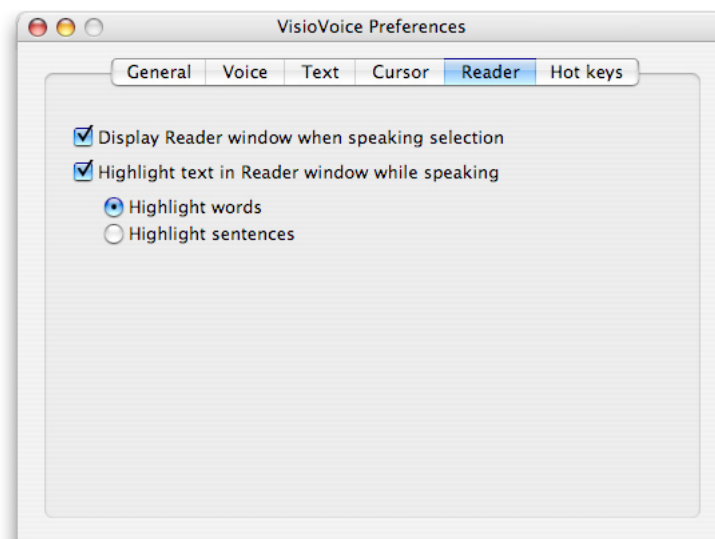 VisioVoice Preferences
General Voice Text Cursor Reader Hot keys
Display Reader window when speaking selection
Highlight text in Reader window while speaking
Highlight words
Highlight sentences